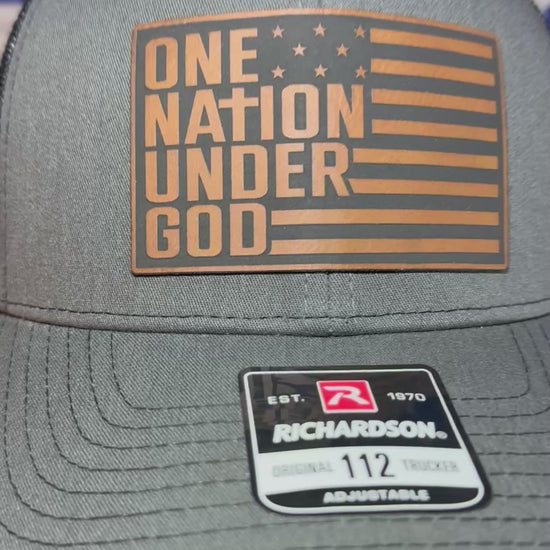 ONE
NATION
UNDER
GOD
EST. R 1970
RICHARDSON®
ORIGINAL 112 TRUCKER
ADJUSTABLE